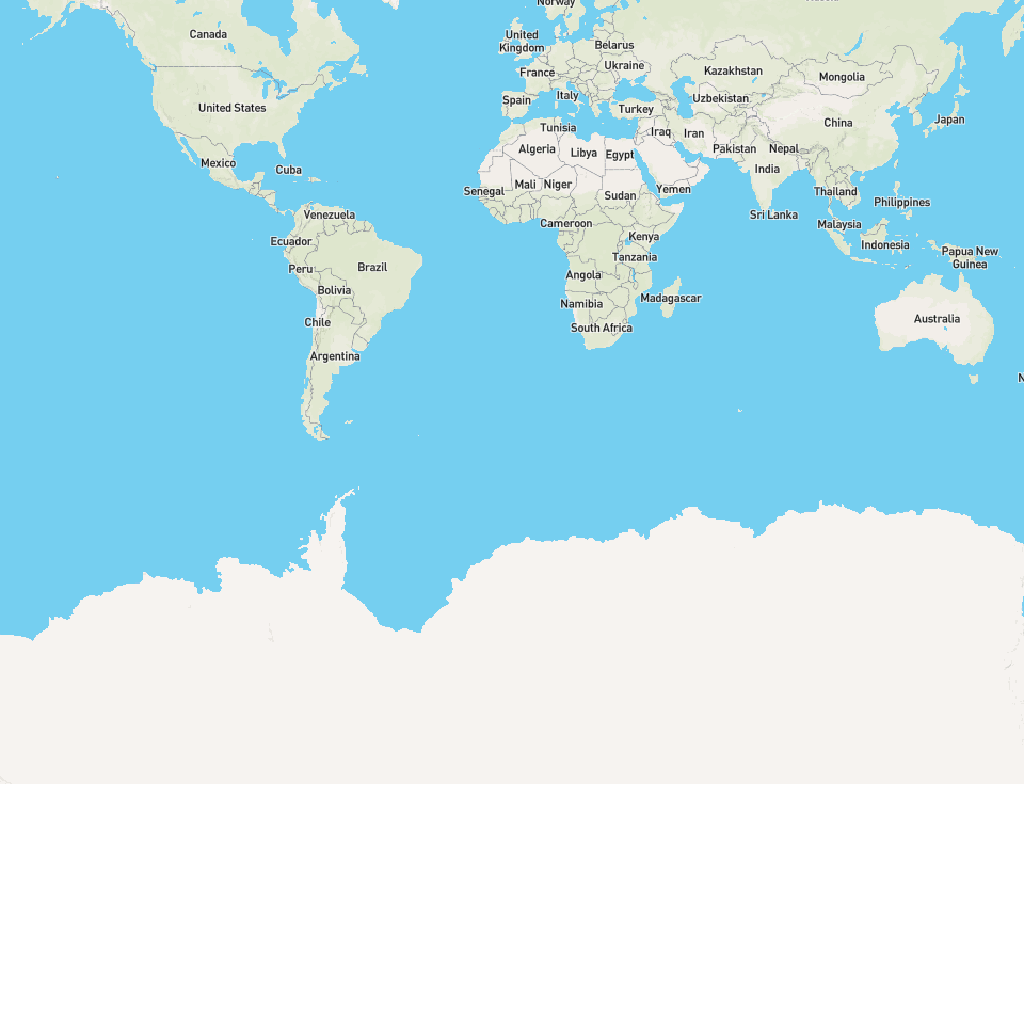 Norway
Canada
United
Kingdom
Belarus
Ukraine
France
Kazakhstan
Mongolia
Italy
Spain
Uzbekistan
United States
Turkey
Japan
China
Tunisia
Iraq
Iran
Algeria
Libya
Egypt
Pakistan
Nepal
Mexico
Cuba
India
Mali
Niger
Senegal
Sudan
Yemen
Thailand
Philippines
Venezuela
Sri Lanka
Cameroon
Malaysia
Ecuador
Kenya
Indonesia
Papua New
Guinea
Tanzania
Peru
Brazil
Angola
Bolivia
Namibia
Madagascar
Chile
Australia
South Africa
Argentina